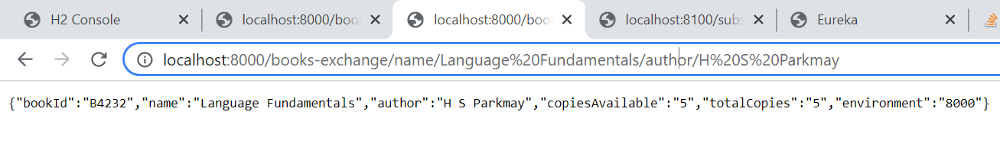 H2 Console
localhost:8000/boo
localhost:8000/boo
localhost:8100/subs
Eureka
localhost:8000/books-exchange/name/Language%20Fundamentals/author/H%20S%20Parkmay
{"bookId":"B4232","name":"Language Fundamentals","author":"H S Parkmay","copiesAvailable":"5","totalCopies":"5","environment":"8000"}